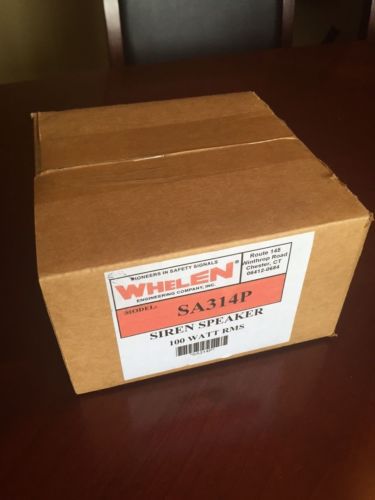 PIONEERS IN SAFETY SIGNALS
WHELEN
ENGINEERING COMPANY, INC.
Route 145
Winthrop Road
Chester, CT
06412-0684
MODEL: SA314P
SIREN SPEAKER
100 WATT RMS
SA314P